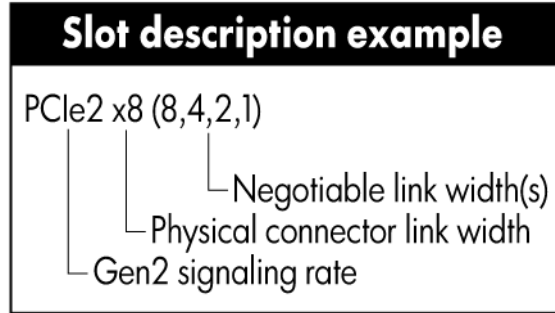 Slot description example
PCIe2 x8 (8,4,2,1)
Negotiable link width(s)
Physical connector link width
Gen2 signaling rate